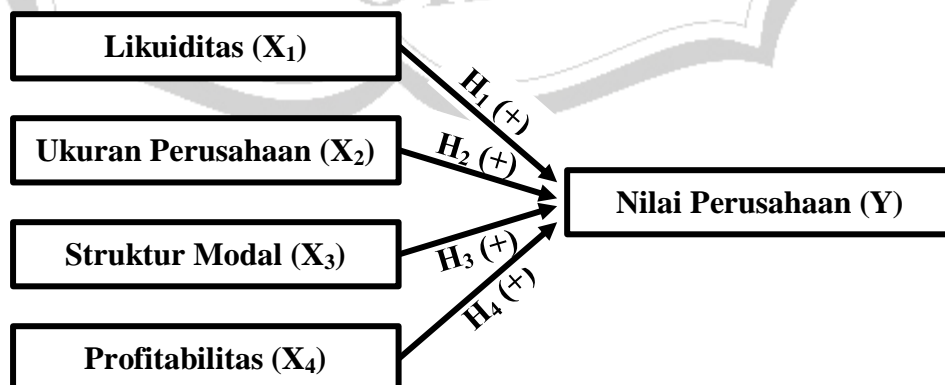 Likuiditas (X₁)
H₁ (+)
Ukuran Perusahaan (X₂)
H₂ (+)
Nilai Perusahaan (Y)
Struktur Modal (X₃)
H₃ (+)
H₄ (+)
Profitabilitas (X₄)